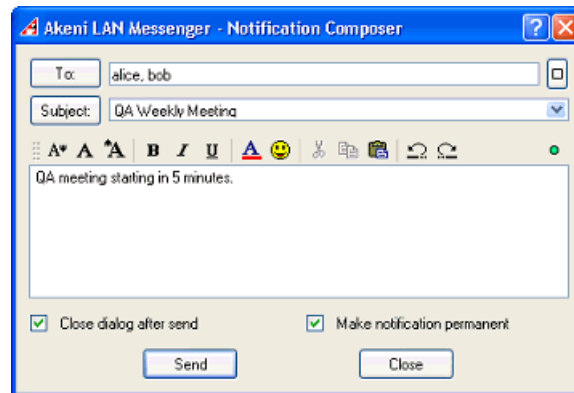 Akeni LAN Messenger - Notification Composer
To: alice, bob
Subject: QA Weekly Meeting
A A A B I U A
QA meeting starting in 5 minutes.
Close dialog after send Make notification permanent
Send Close